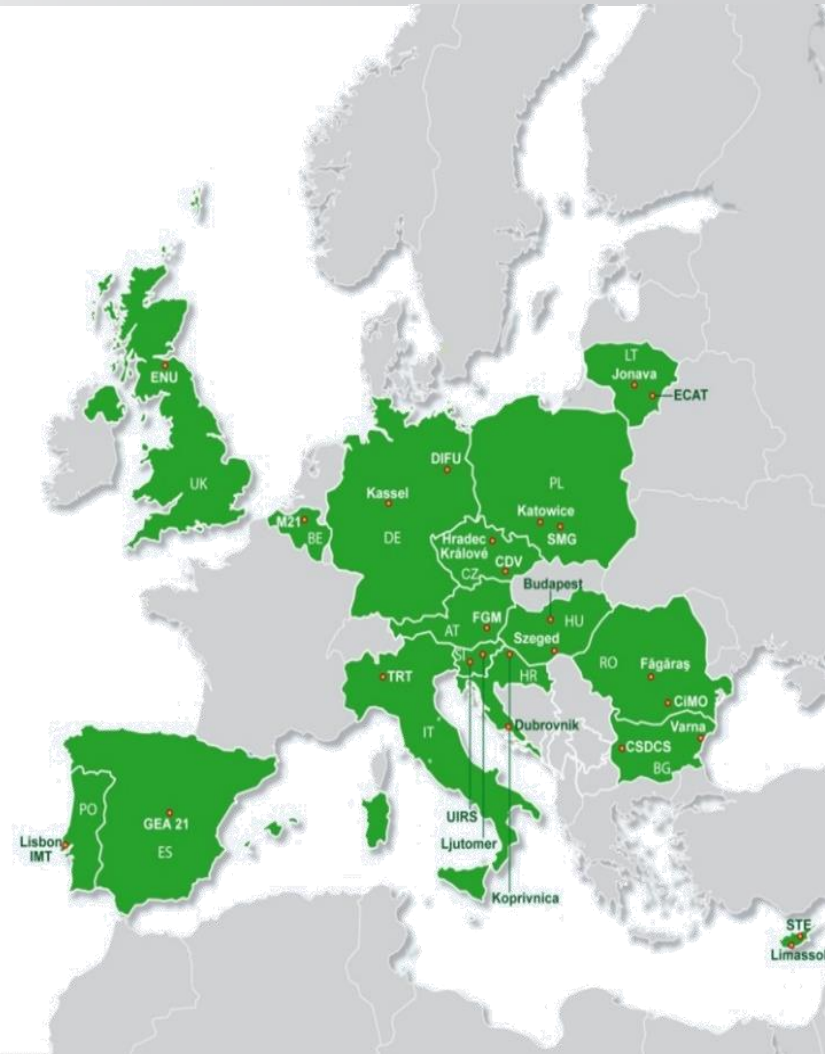 LT
Jonava
ECAT
ENU
UK
DIFU
Kassel
M21
BE
DE
PL
Katowice
SMG
Hradec
Králové
CDV
CZ
Budapest
FGM
AT
HU
Szeged
SI
HR
RO
Făgăraş
CIMO
TRT
IT
Dubrovnik
Varna
CSDCS
BG
PO
GEA 21
ES
Lisbon
IMT
UIRS
Ljutomer
Koprivnica
STE
Limassol